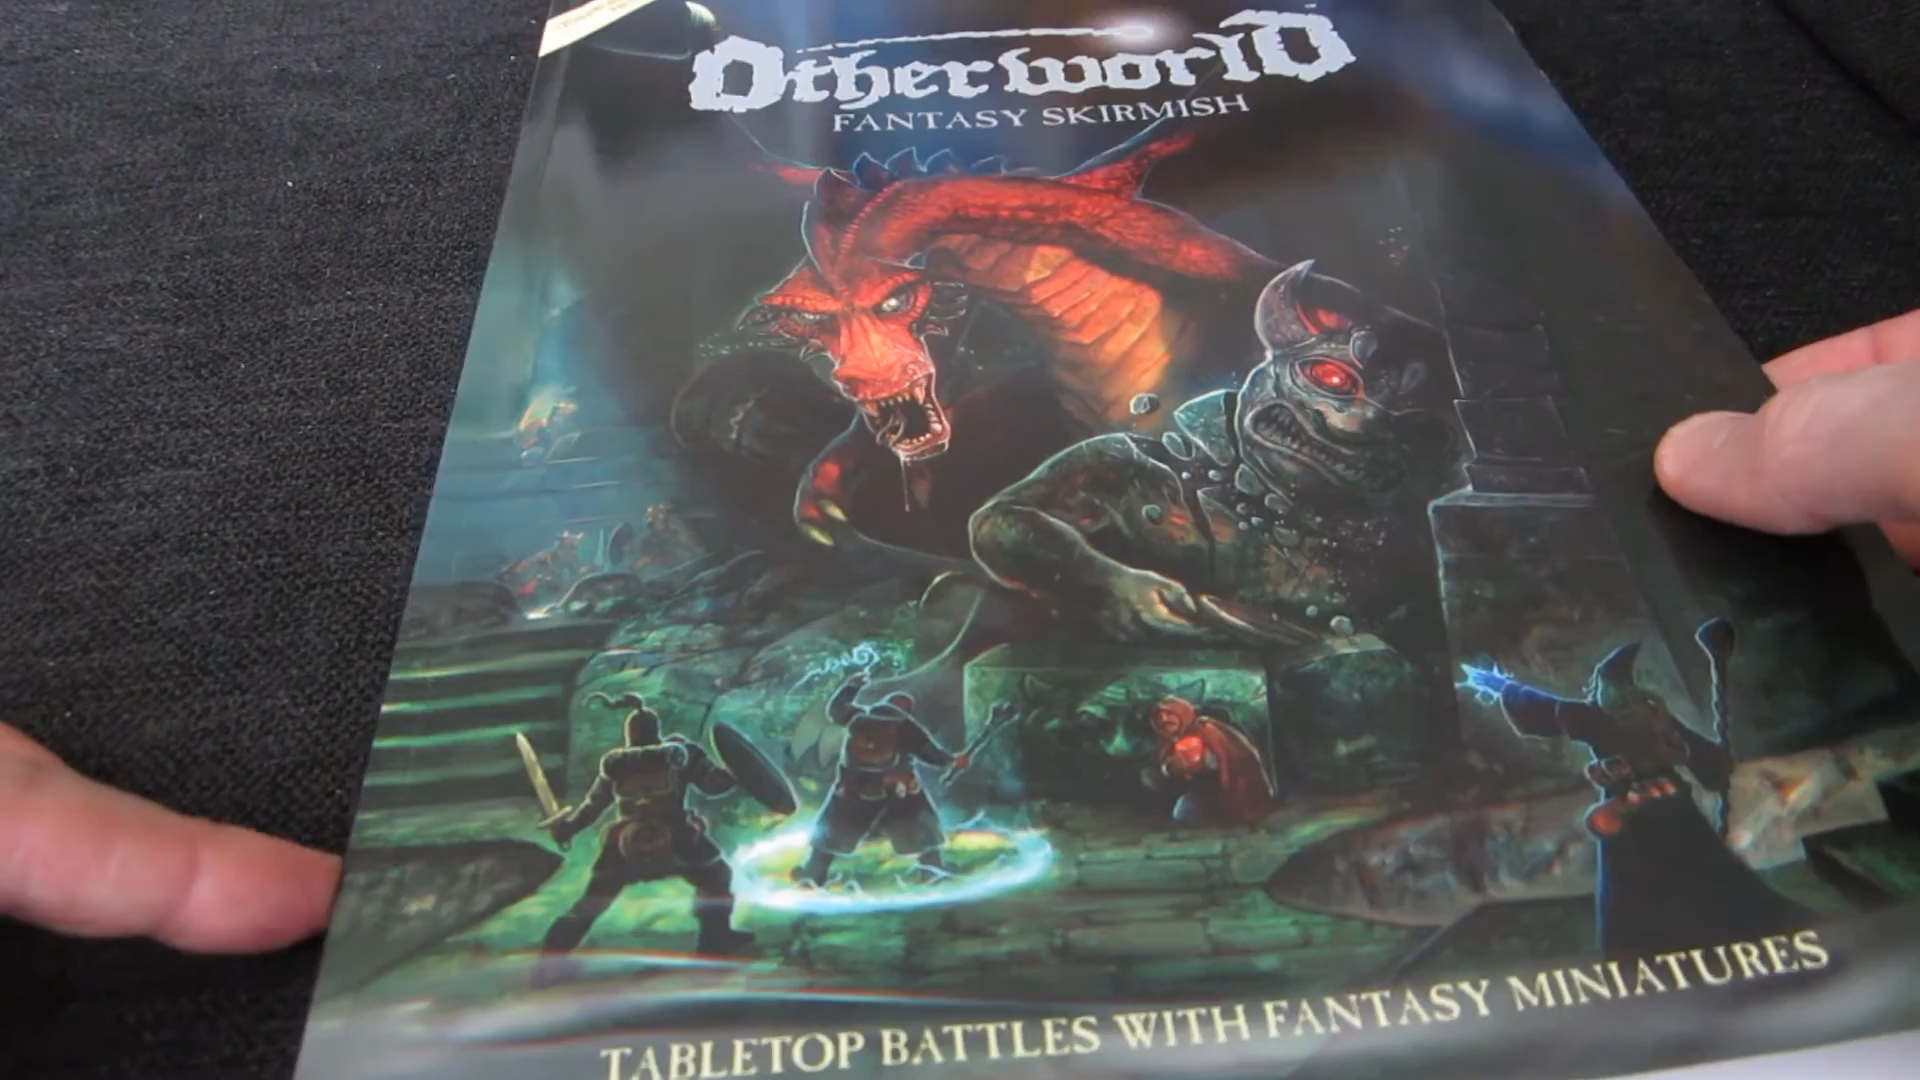 Otherworld
FANTASY SKIRMISH
TABLETOP BATTLES WITH FANTASY MINIATURES